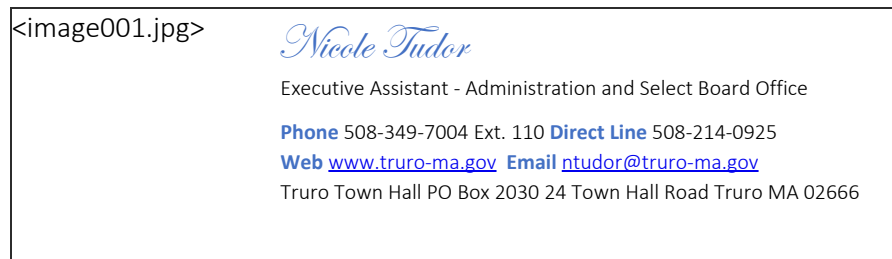 <image001.jpg>
Nicole Tudor
Executive Assistant - Administration and Select Board Office
Phone 508-349-7004 Ext. 110 Direct Line 508-214-0925
Web www.truro-ma.gov Email ntudor@truro-ma.gov
Truro Town Hall PO Box 2030 24 Town Hall Road Truro MA 02666